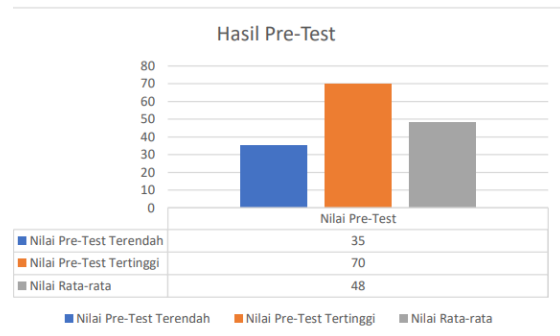 Hasil Pre-Test
80
70
60
50
40
30
20
10
0
Nilai Pre-Test
Nilai Pre-Test Terendah 35
Nilai Pre-Test Tertinggi 70
Nilai Rata-rata 48
Nilai Pre-Test Terendah Nilai Pre-Test Tertinggi Nilai Rata-rata